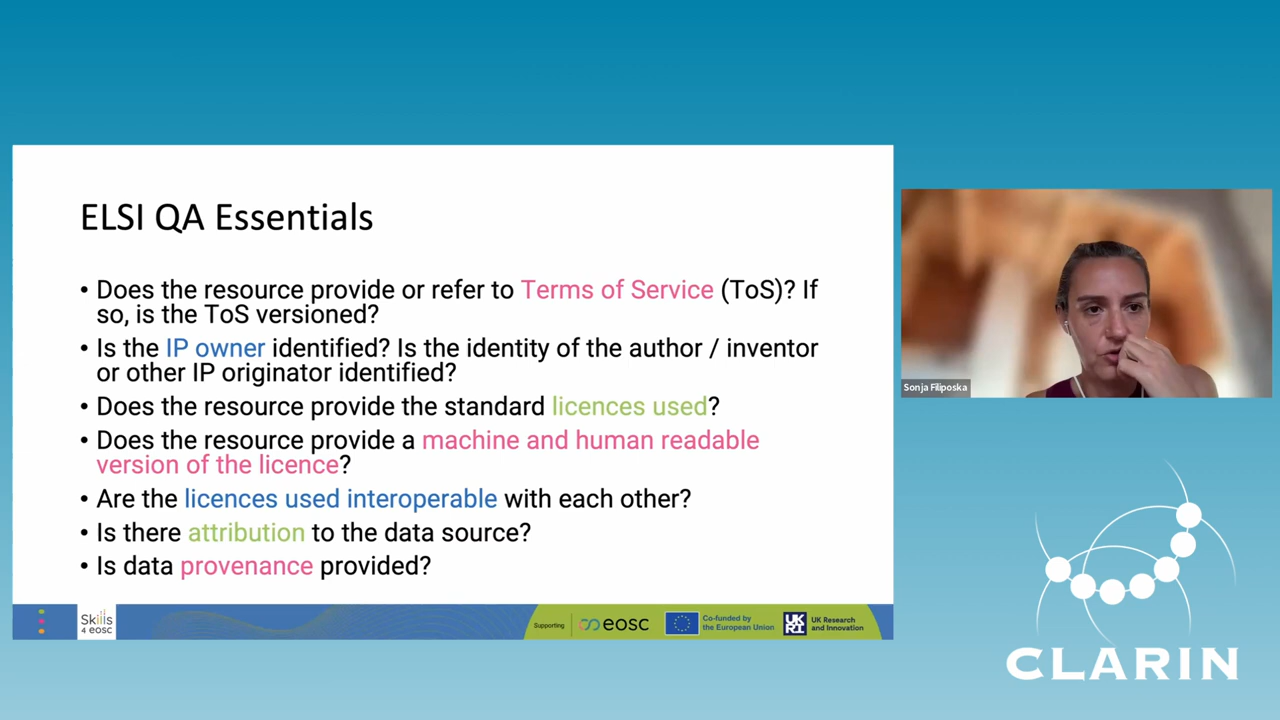 ELSI QA Essentials
• Does the resource provide or refer to Terms of Service (ToS)? If
so, is the ToS versioned?
• Is the IP owner identified? Is the identity of the author / inventor
or other IP originator identified?
• Does the resource provide the standard licences used?
• Does the resource provide a machine and human readable
version of the licence?
• Are the licences used interoperable with each other?
• Is there attribution to the data source?
• Is data provenance provided?
Skills
4 eosc
Supporting
eosc
Co-funded by
the European Union
UK
RI
UK Research
and Innovation
Sonja Filiposka
CLARIN